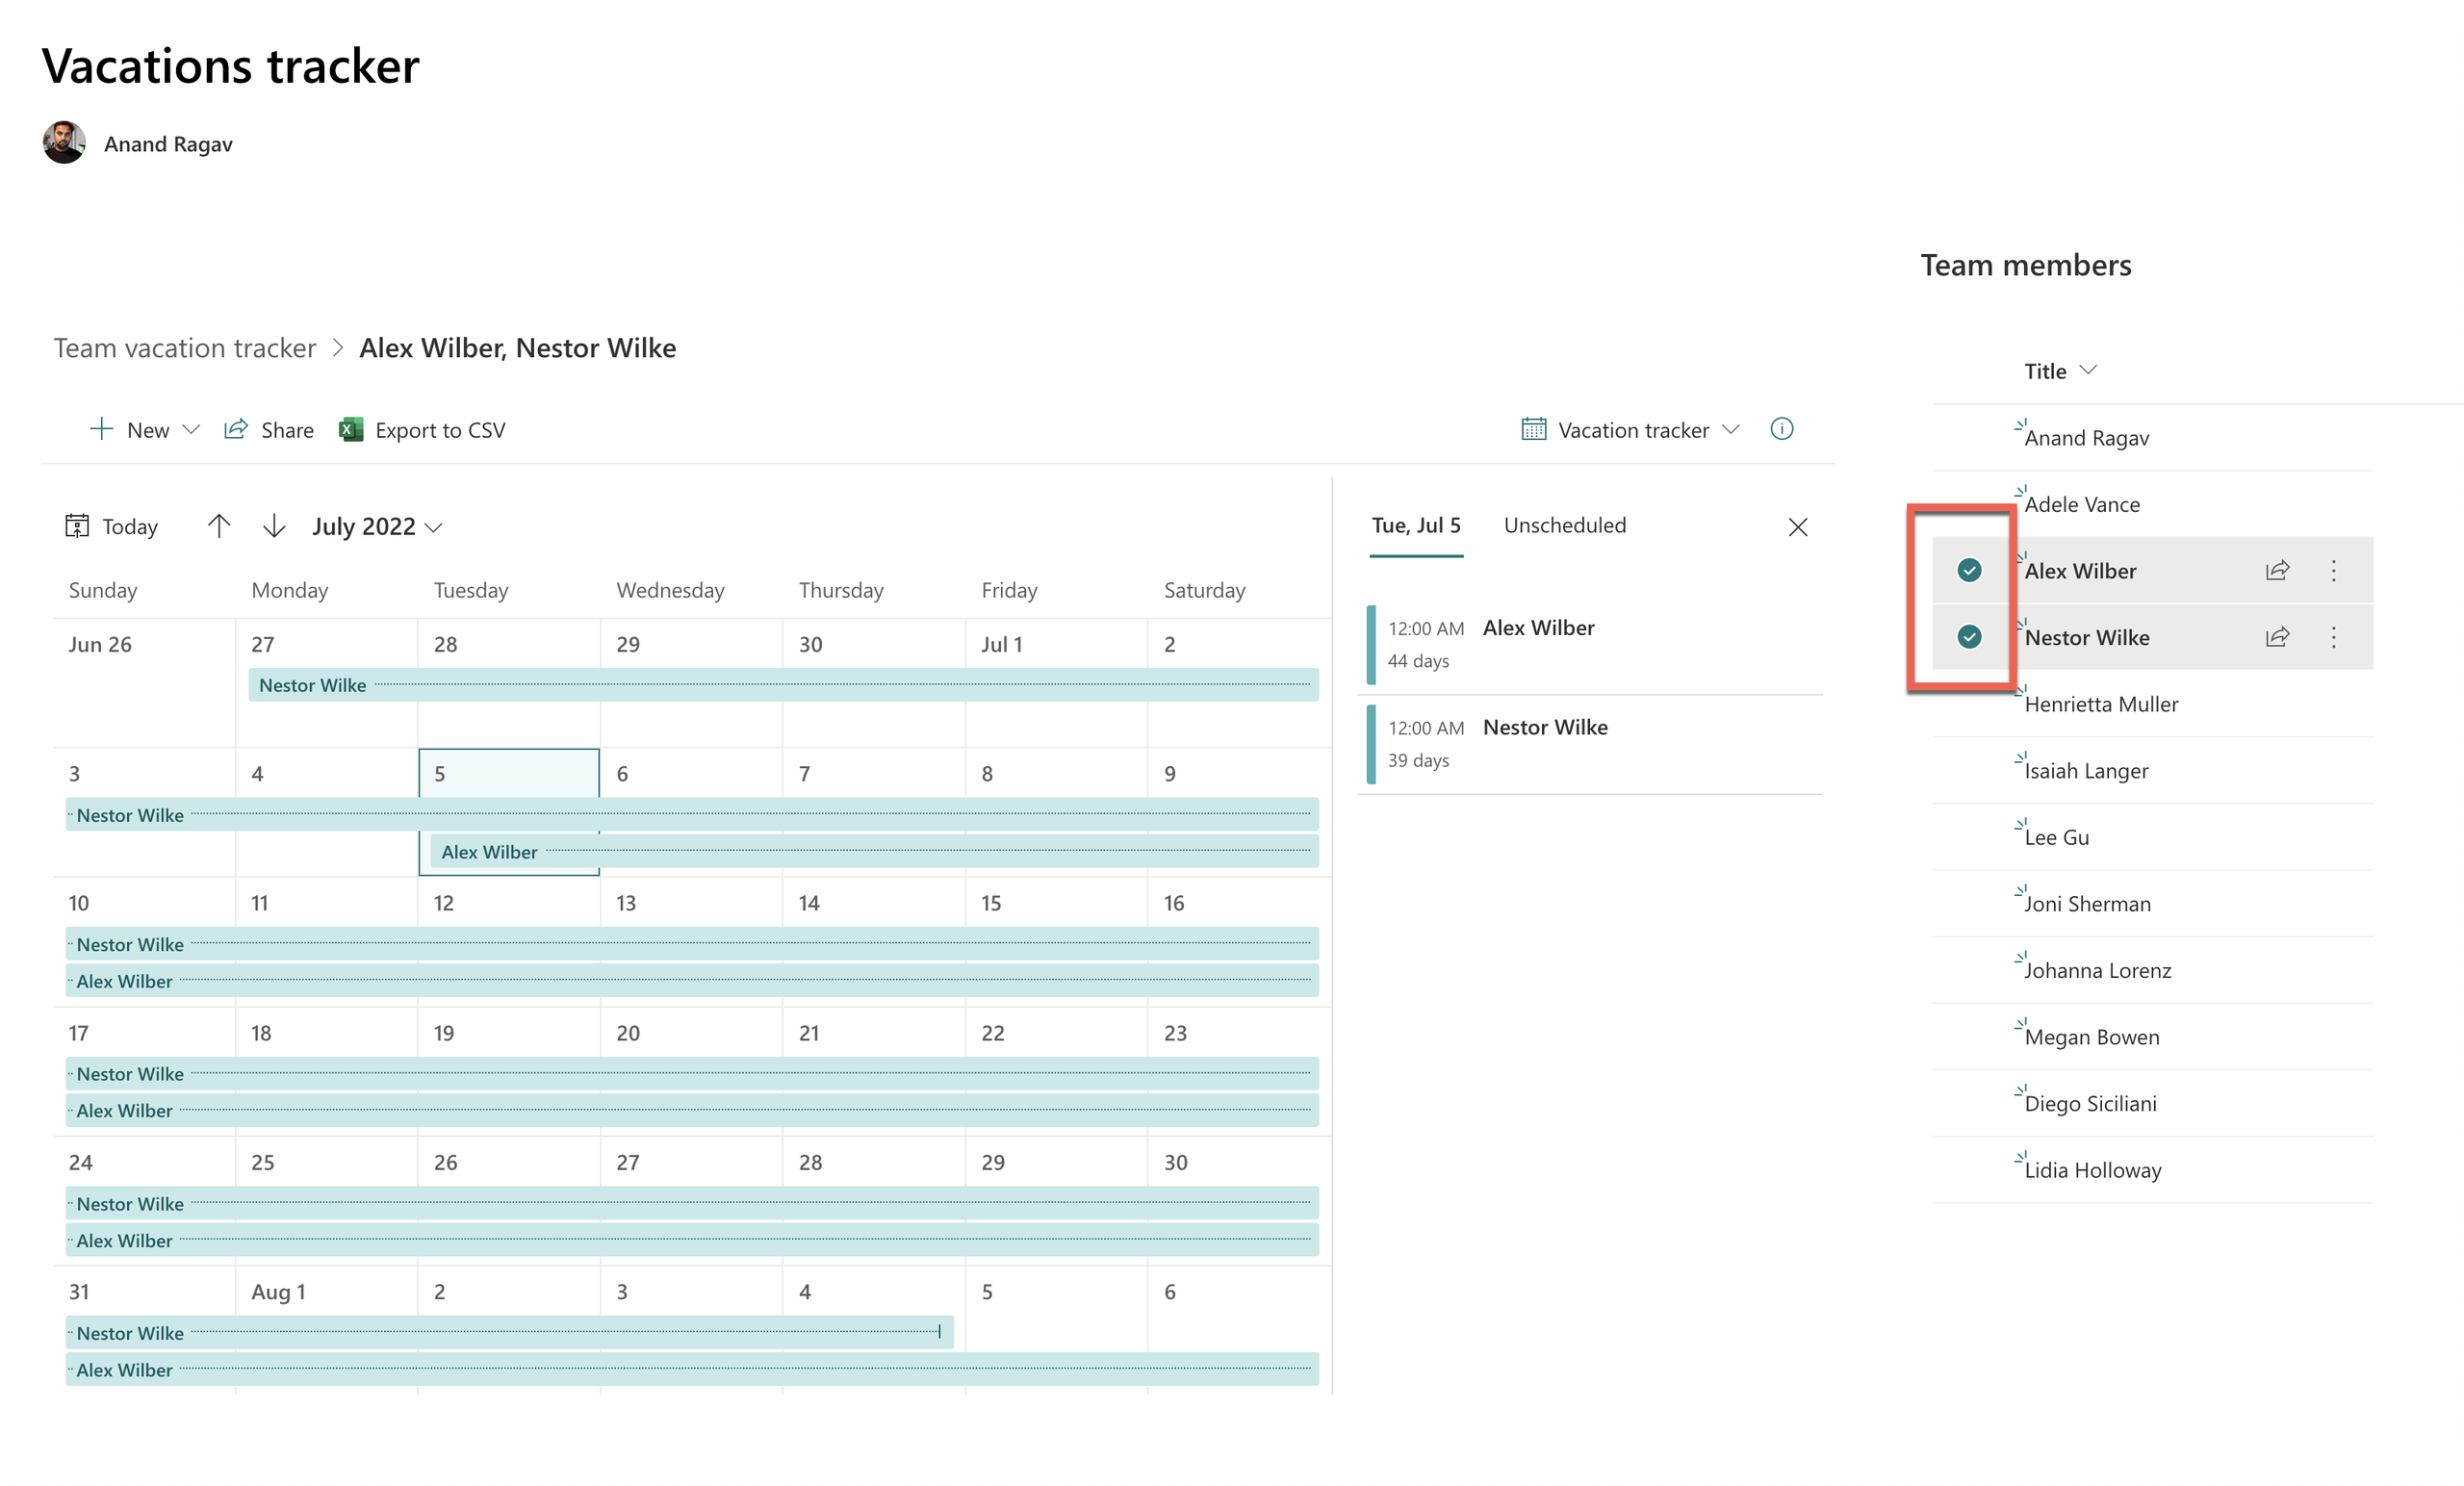 Vacations tracker
Anand Ragav
Team vacation tracker > Alex Wilber, Nestor Wilke
New Share Export to CSV Vacation tracker
Today July 2022
Sunday Monday Tuesday Wednesday Thursday Friday Saturday
Jun 26 27 28 29 30 Jul 1 2
Nestor Wilke
3 4 5 6 7 8 9
Nestor Wilke
Alex Wilber
10 11 12 13 14 15 16
Nestor Wilke
Alex Wilber
17 18 19 20 21 22 23
Nestor Wilke
Alex Wilber
24 25 26 27 28 29 30
Nestor Wilke
Alex Wilber
31 Aug 1 2 3 4 5 6
Nestor Wilke
Alex Wilber
Tue, Jul 5 Unscheduled
12:00 AM Alex Wilber
44 days
12:00 AM Nestor Wilke
39 days
Team members
Title
Anand Ragav
Adele Vance
Alex Wilber
Nestor Wilke
Henrietta Muller
Isaiah Langer
Lee Gu
Joni Sherman
Johanna Lorenz
Megan Bowen
Diego Siciliani
Lidia Holloway